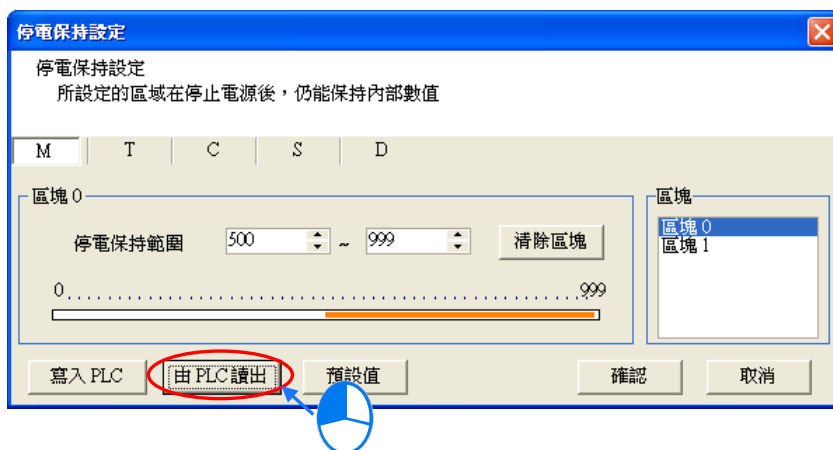 停電保持設定
停電保持設定
所設定的區域在停止電源後，仍能保持內部數值
M T C S D
區塊 0
停電保持範圍 500 ~ 999 清除區塊
0 999
區塊
區塊 0
區塊 1
寫入 PLC 由 PLC 讀出 預設值 確認 取消